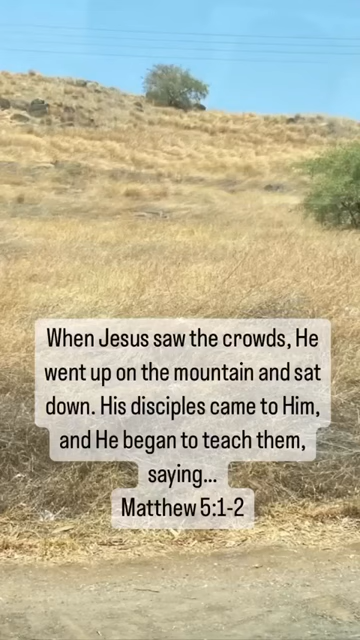 When Jesus saw the crowds, He
went up on the mountain and sat
down. His disciples came to Him,
and He began to teach them,
saying...
Matthew 5:1-2